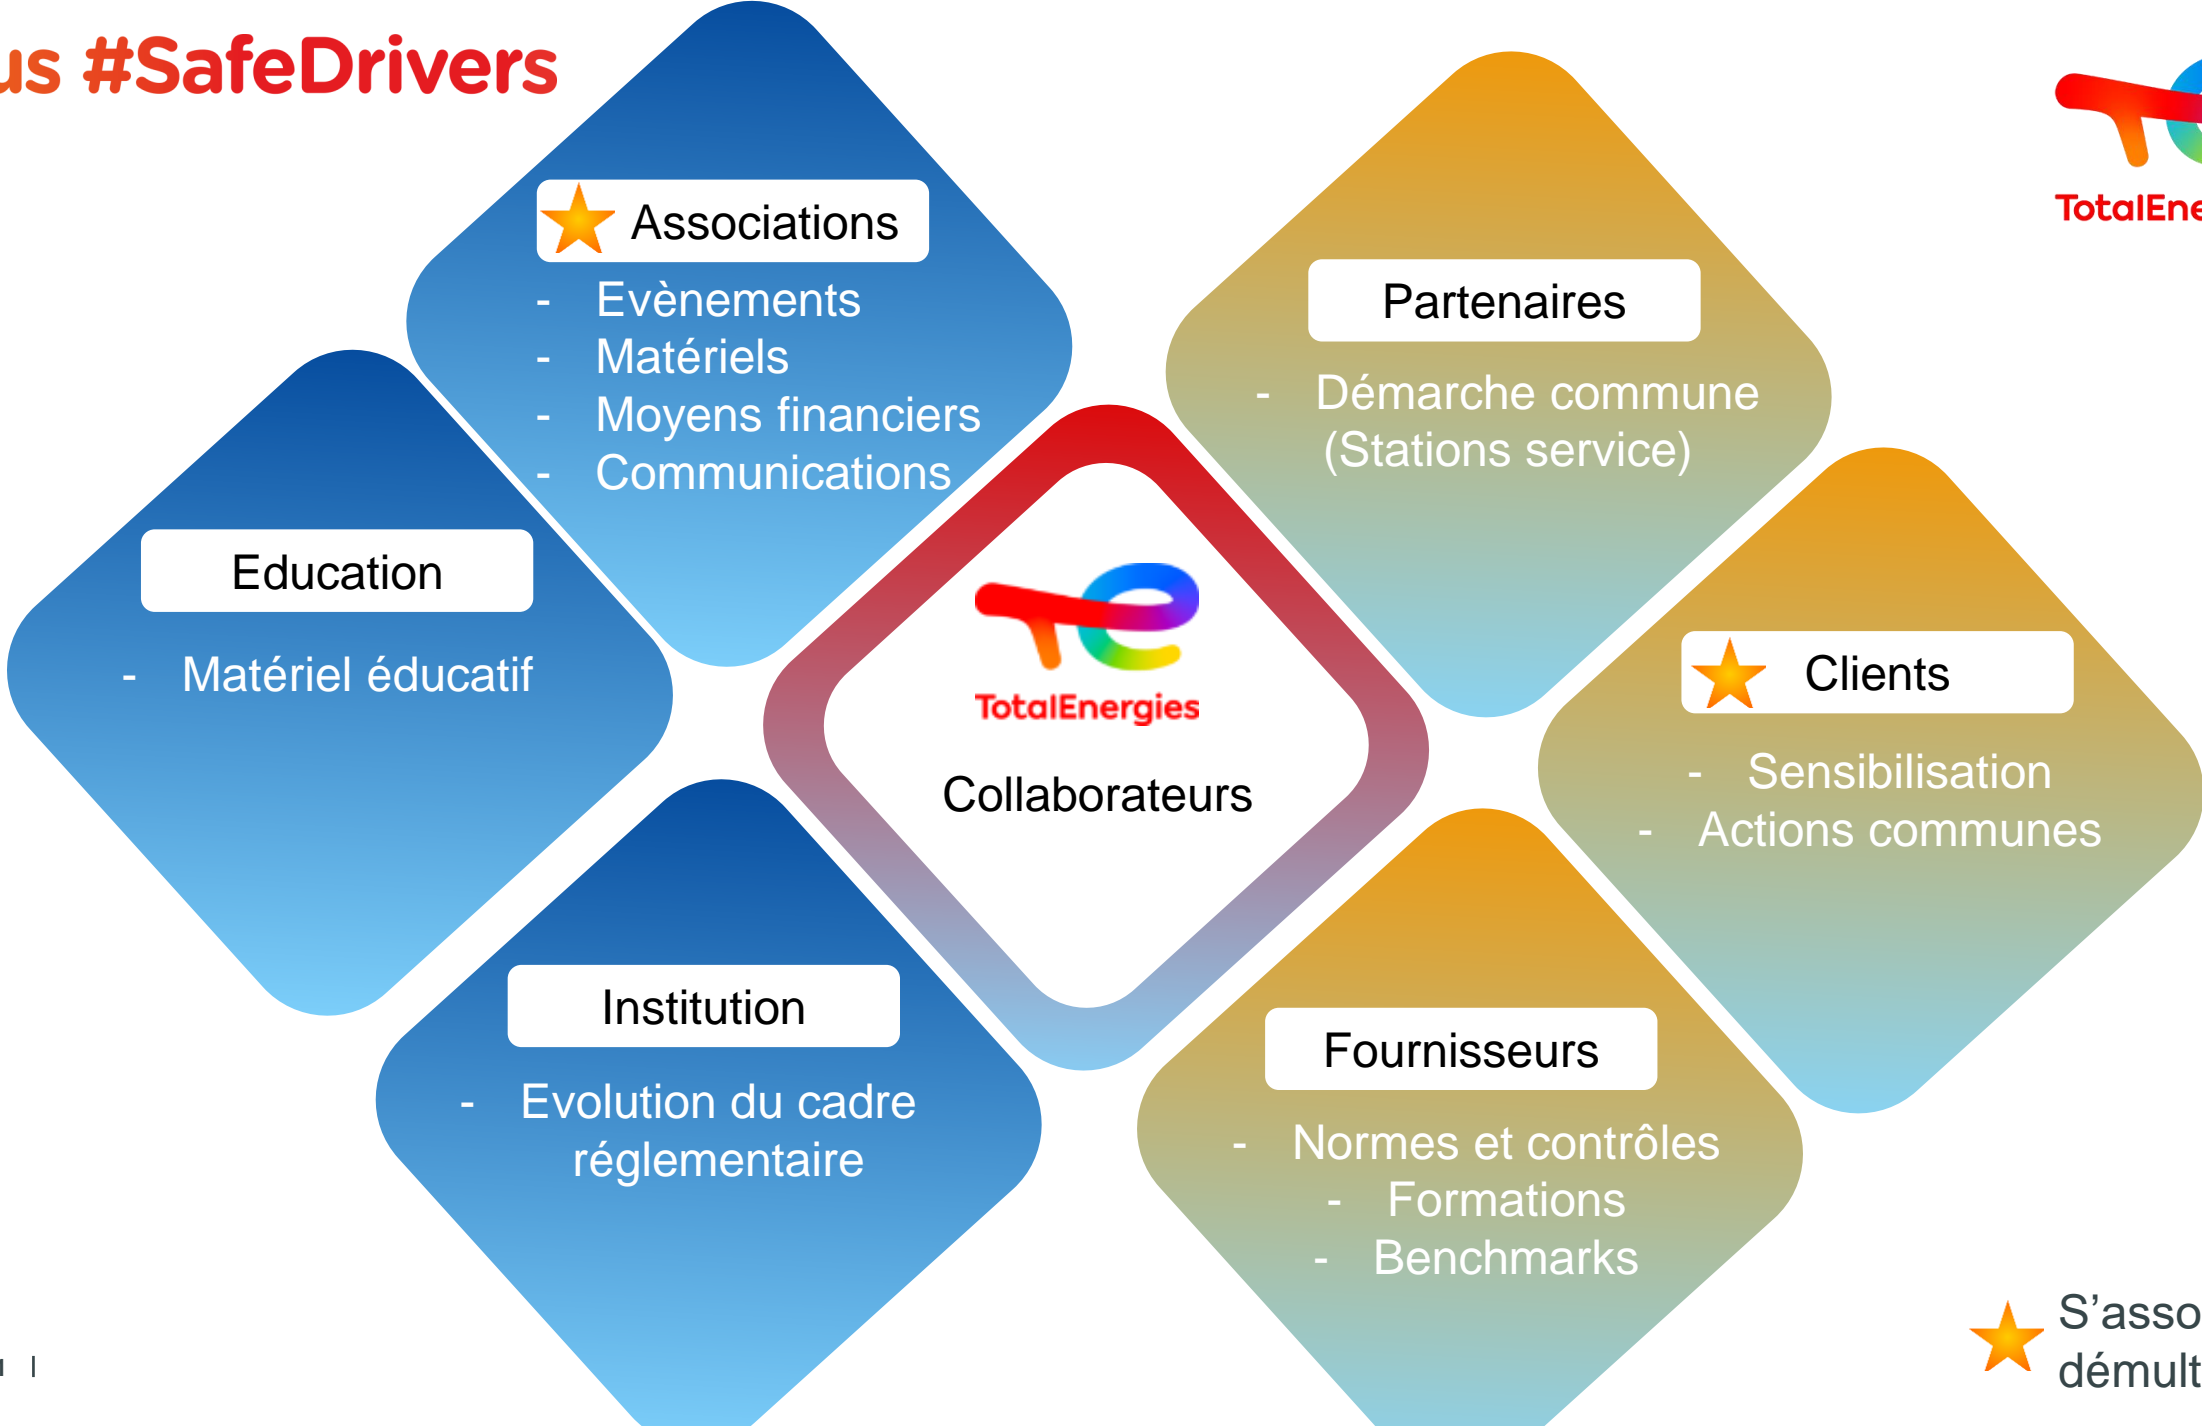 #SafeDrivers
Associations
- Evènements
- Matériels
- Moyens financiers
- Communications
Partenaires
- Démarche commune
(Stations service)
Education
- Matériel éducatif
TotalEnergies
Collaborateurs
Clients
- Sensibilisation
- Actions communes
Institution
- Evolution du cadre
réglementaire
Fournisseurs
- Normes et contrôles
- Formations
- Benchmarks